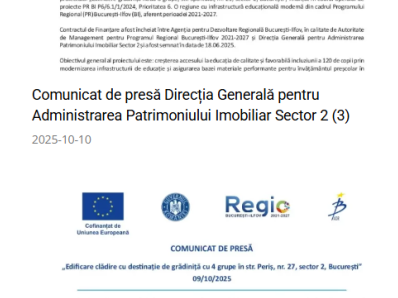 proiecte PR BI P6/6.1/1/2024, Prioritatea 6. O regiune cu infrastructură educațională modernă din cadrul Programului
Regional (PR)București-Ilfov (BI), aferent perioadei 2021-2027.
Contractul de Finanțare a fost încheiat între Agenția pentru Dezvoltare Regională București-Ilfov, în calitate de Autoritate
de Management pentru Programul Regional București-Ilfov 2021-2027 și Direcția Generală pentru Administrarea
Patrimoniului Imobiliar Sector 2 și a fost semnat în data de 18.06.2025.
Obiectivul general al proiectului este: creșterea accesului la educația de calitate și favorabilă incluziunii a 120 de copii prin
modernizarea infrastructurii de educație și asigurarea bazei materiale performante pentru învățământul preșcolar în
Comunicat de presă Direcția Generală pentru
Administrarea Patrimoniului Imobiliar Sector 2 (3)
2025-10-10
Cofinanțat de
Uniunea Europeană
Regio
BUCUREȘTI-ILFOV 2021-2027
COMUNICAT DE PRESĂ
„Edificare clădire cu destinație de grădiniță cu 4 grupe în str. Periș, nr. 27, sector 2, București”
09/10/2025